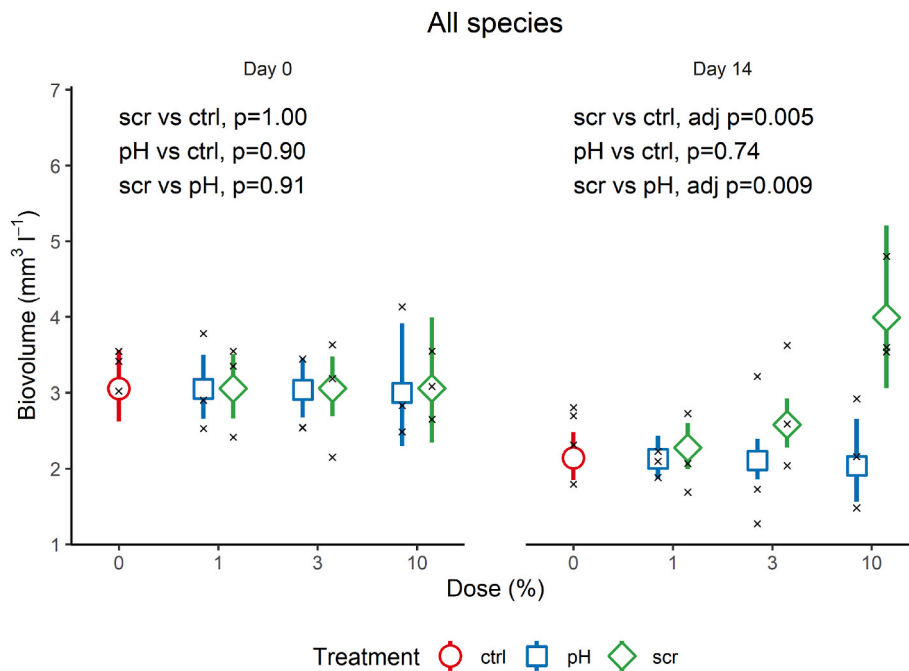 All species
Day 0
Day 14
scr vs ctrl, p=1.00
pH vs ctrl, p=0.90
scr vs pH, p=0.91
scr vs ctrl, adj p=0.005
pH vs ctrl, p=0.74
scr vs pH, adj p=0.009
Biovolume (mm³ l⁻¹)
7
6
5
4
3
2
1
0 1 3 10
0 1 3 10
Dose (%)
Treatment ctrl pH scr